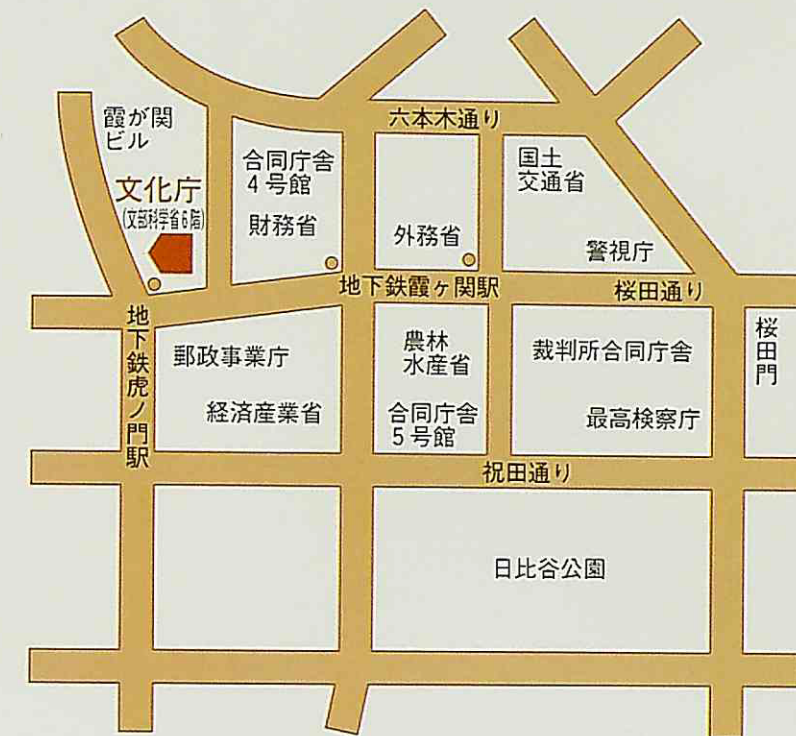 六本木通り
霞が関
ビル
文化庁
(文部科学省6階)
合同庁舎
4号館
財務省
外務省
国土
交通省
警視庁
地下鉄霞ヶ関駅
桜田通り
地下鉄虎ノ門駅
郵政事業庁
経済産業省
農林
水産省
合同庁舎
5号館
裁判所合同庁舎
最高検察庁
桜田門
祝田通り
日比谷公園